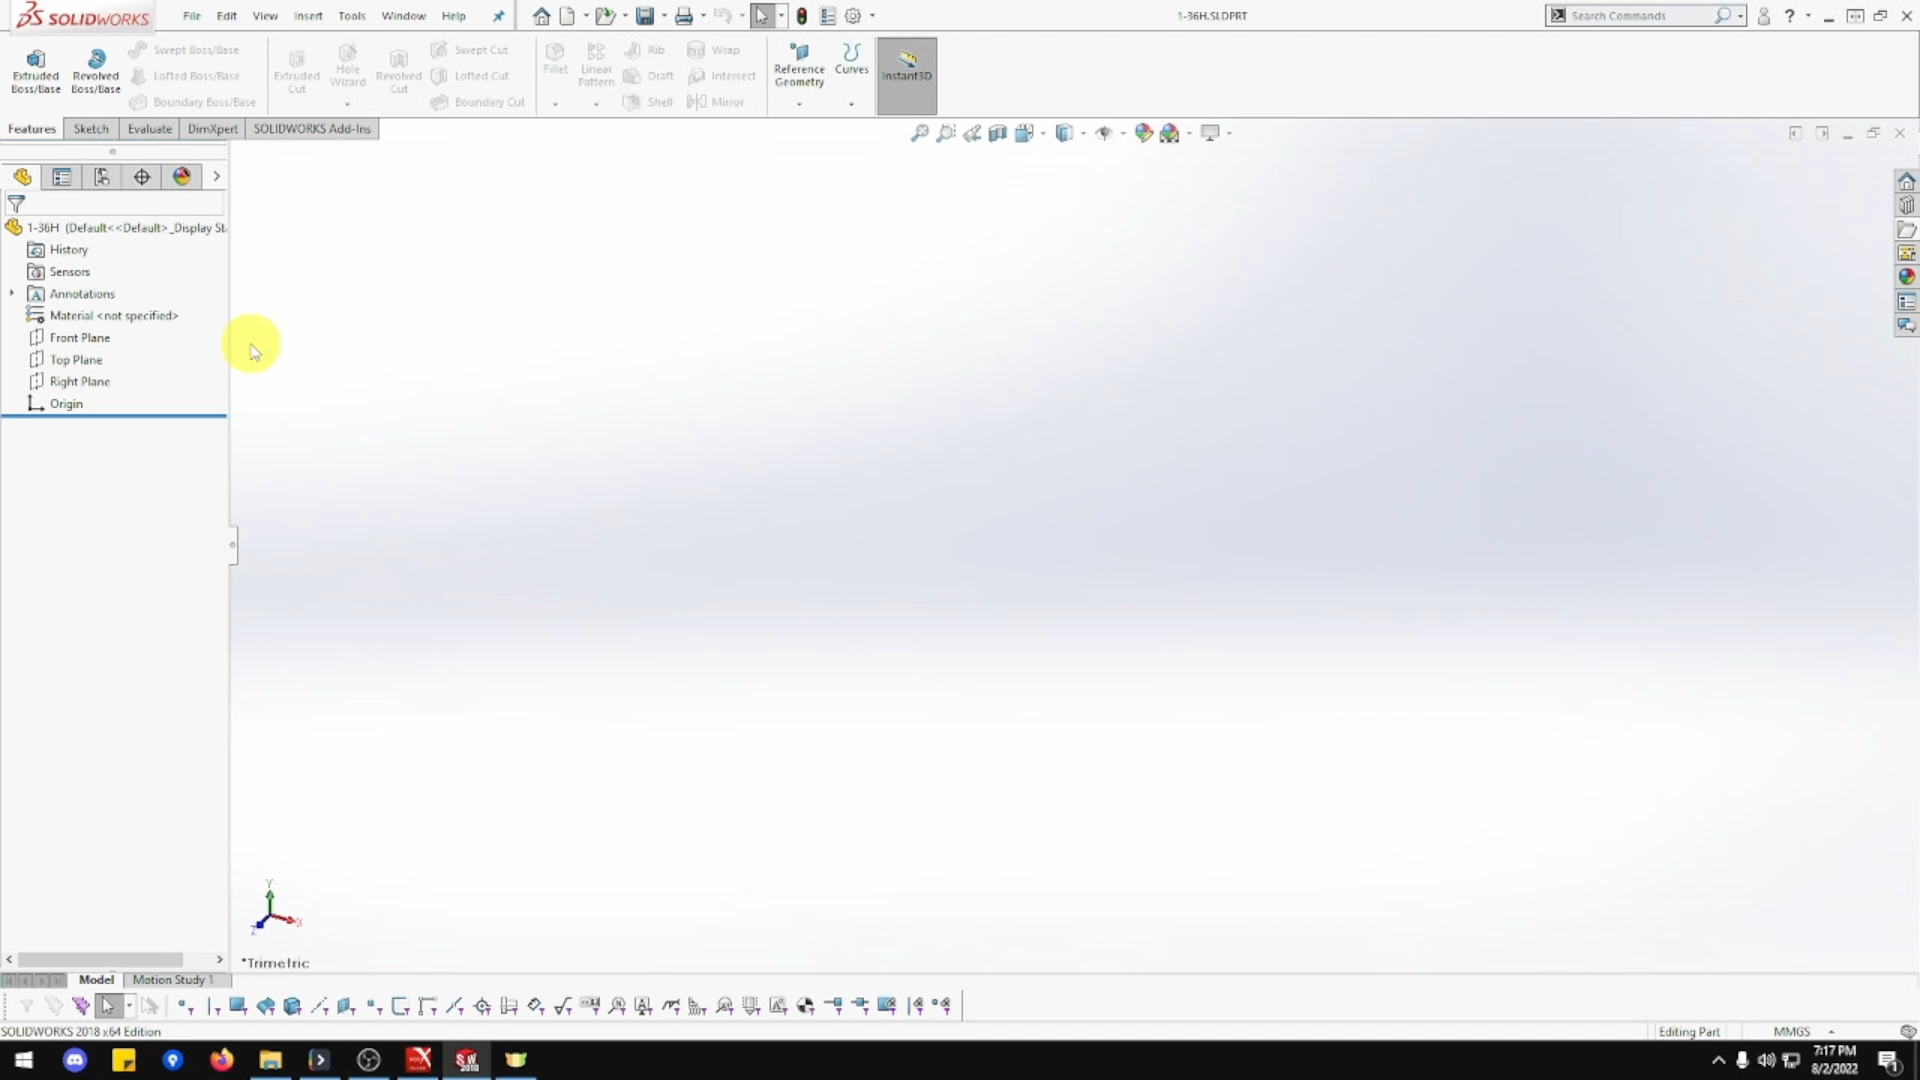 SOLIDWORKS File Edit View Insert Tools Window Help 1-36H.SLDPRT Search Commands ?
Extruded Boss/Base
Revolved Boss/Base
Swept Boss/Base
Lofted Boss/Base
Boundary Boss/Base
Extruded Cut
Hole Wizard
Revolved Cut
Swept Cut
Lofted Cut
Boundary Cut
Fillet
Linear Pattern
Rib
Draft
Shell
Wrap
Intersect
Mirror
Reference Geometry
Curves
Instant3D
Features Sketch Evaluate DimXpert SOLIDWORKS Add-Ins
1-36H (Default<<Default>_Display St
History
Sensors
Annotations
Material <not specified>
Front Plane
Top Plane
Right Plane
Origin
Y
X
Z
*Trimetric
Model Motion Study 1
SOLIDWORKS 2018 x64 Edition Editing Part MMGS
7:17 PM
8/2/2022